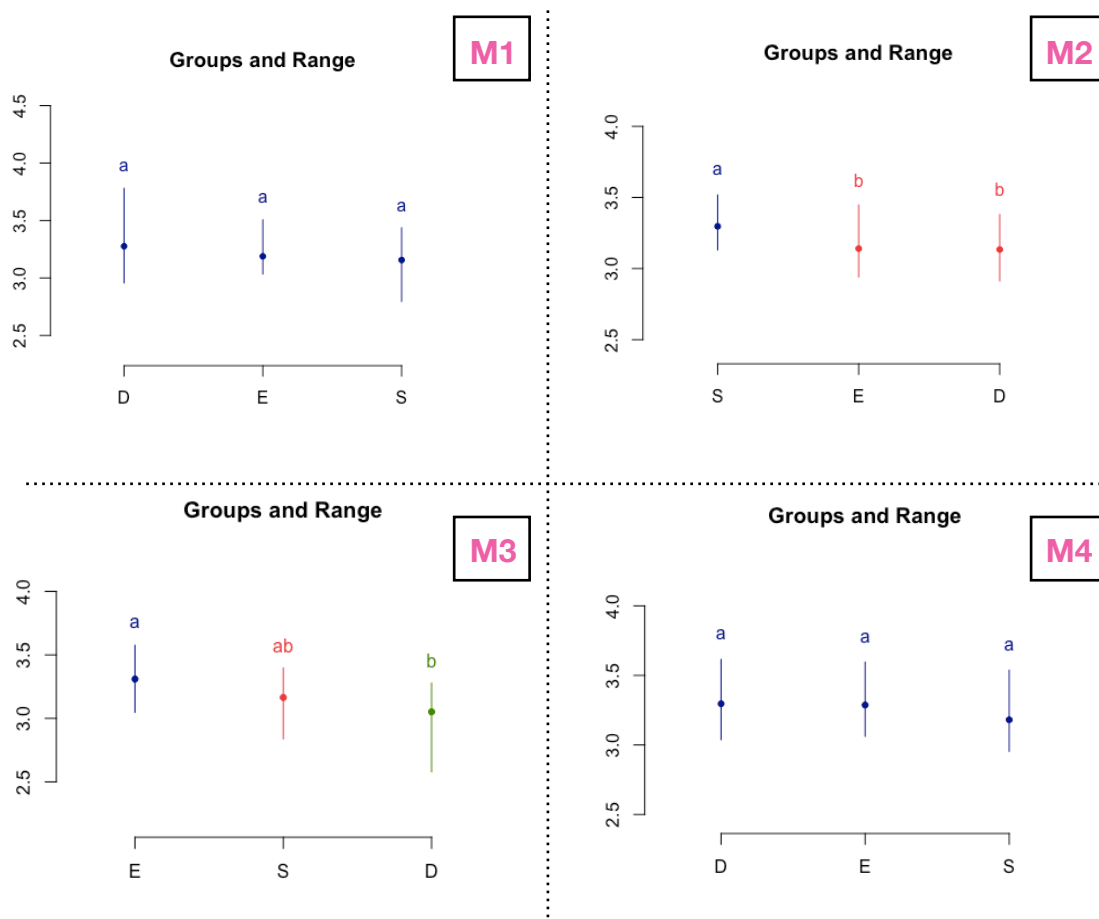 M1
Groups and Range
4.5
4.0
3.5
3.0
2.5
a
a
a
D E S
M2
Groups and Range
4.0
3.5
3.0
2.5
a
b
b
S E D
M3
Groups and Range
4.0
3.5
3.0
2.5
a
ab
b
E S D
M4
Groups and Range
4.0
3.5
3.0
2.5
a
a
a
D E S